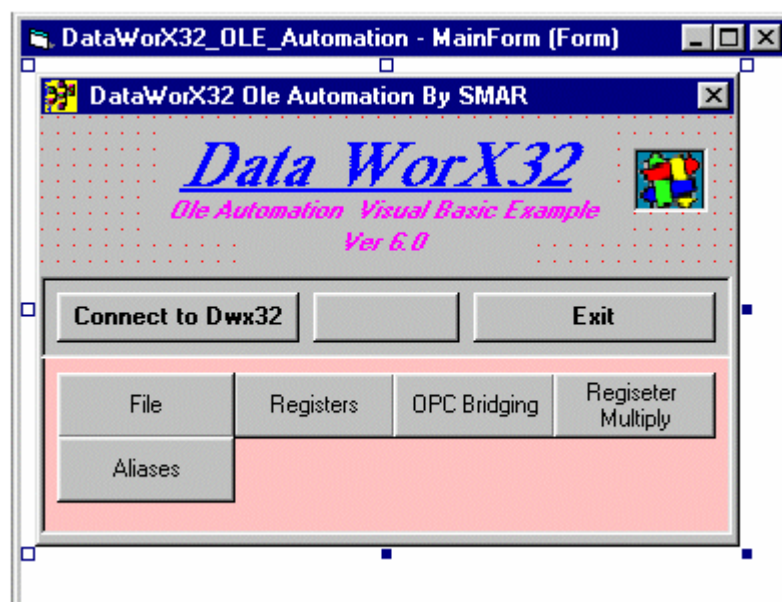 DataWorX32_OLE_Automation - MainForm (Form)
DataWorX32 Ole Automation By SMAR
Data WorX32
Ole Automation Visual Basic Example
Ver 6.0
Connect to Dwx32
Exit
File
Registers
OPC Bridging
Regiseter
Multiply
Aliases